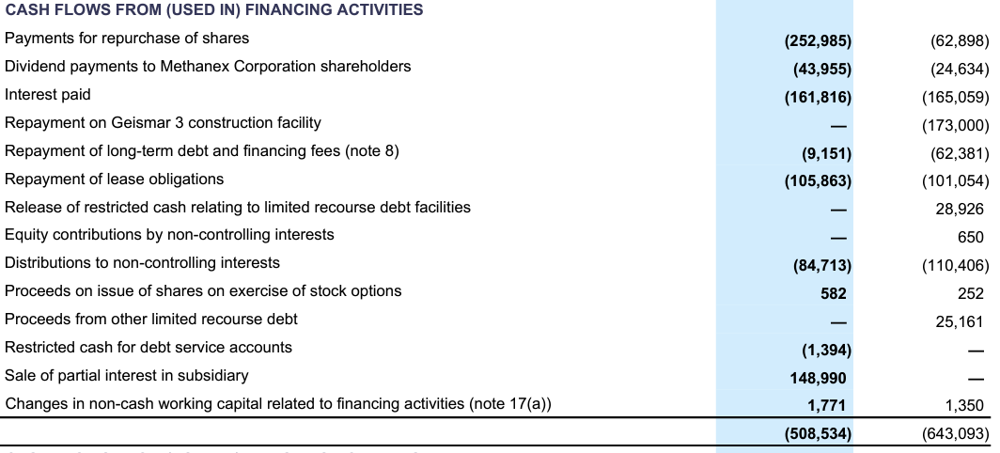 CASH FLOWS FROM (USED IN) FINANCING ACTIVITIES
Payments for repurchase of shares (252,985) (62,898)
Dividend payments to Methanex Corporation shareholders (43,955) (24,634)
Interest paid (161,816) (165,059)
Repayment on Geismar 3 construction facility — (173,000)
Repayment of long-term debt and financing fees (note 8) (9,151) (62,381)
Repayment of lease obligations (105,863) (101,054)
Release of restricted cash relating to limited recourse debt facilities — 28,926
Equity contributions by non-controlling interests — 650
Distributions to non-controlling interests (84,713) (110,406)
Proceeds on issue of shares on exercise of stock options 582 252
Proceeds from other limited recourse debt — 25,161
Restricted cash for debt service accounts (1,394) —
Sale of partial interest in subsidiary 148,990 —
Changes in non-cash working capital related to financing activities (note 17(a)) 1,771 1,350
(508,534) (643,093)